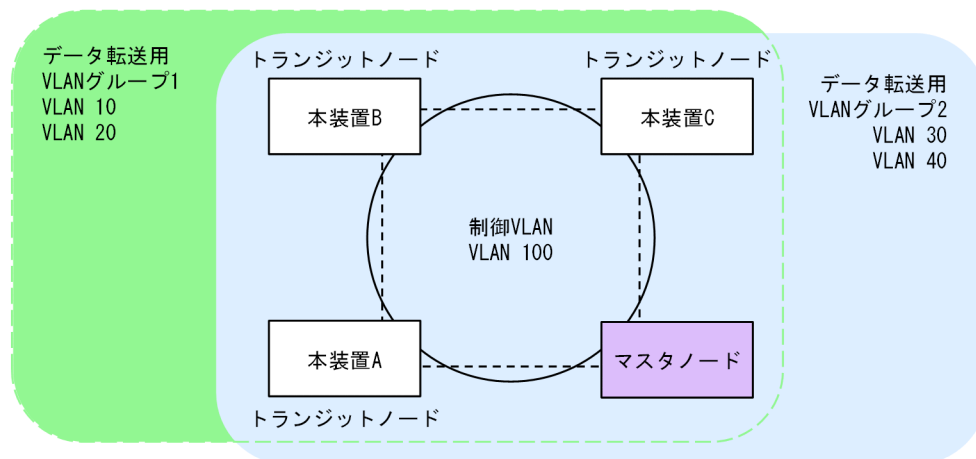 データ転送用
VLANグループ1
VLAN 10
VLAN 20
トランジットノード
本装置B
トランジットノード
本装置C
データ転送用
VLANグループ2
VLAN 30
VLAN 40
制御VLAN
VLAN 100
本装置A
トランジットノード
マスタノード